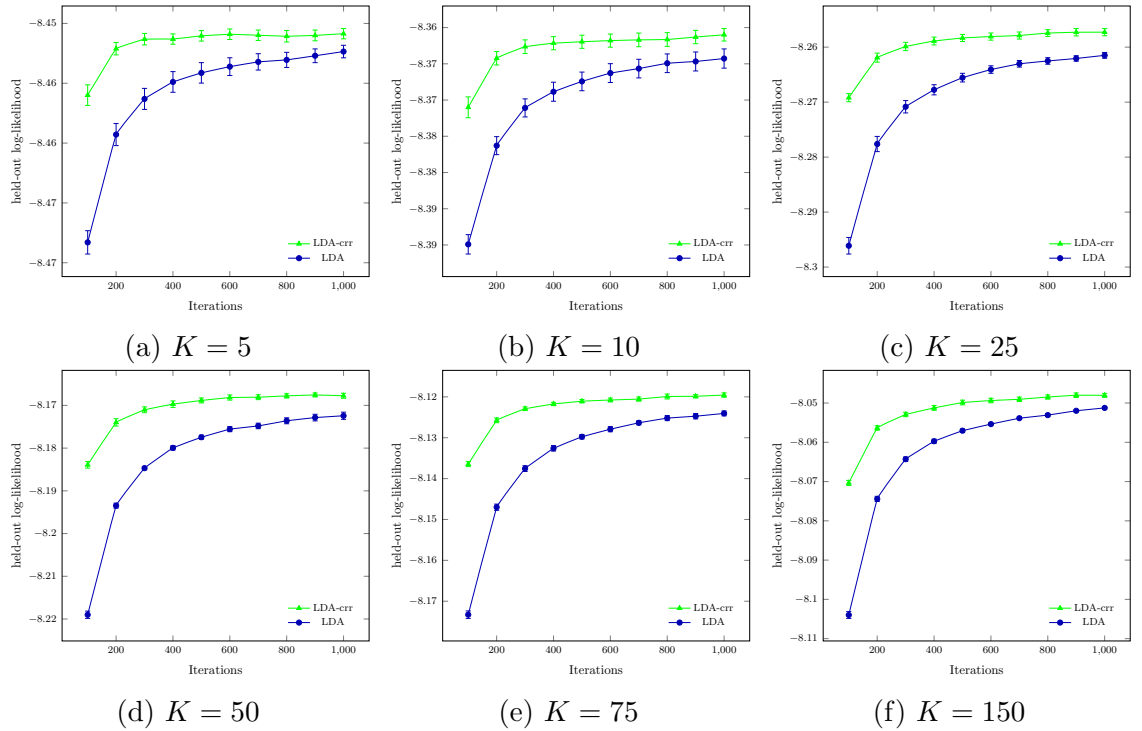 −8.45
−8.46
−8.46
−8.47
−8.47
held-out log-likelihood
200
400
600
800
1,000
Iterations
LDA-crr
LDA
(a) K = 5
−8.36
−8.37
−8.37
−8.38
−8.39
−8.39
−8.39
held-out log-likelihood
200
400
600
800
1,000
Iterations
LDA-crr
LDA
(b) K = 10
−8.26
−8.27
−8.28
−8.29
−8.3
held-out log-likelihood
200
400
600
800
1,000
Iterations
LDA-crr
LDA
(c) K = 25
−8.17
−8.18
−8.19
−8.2
−8.21
−8.22
held-out log-likelihood
200
400
600
800
1,000
Iterations
LDA-crr
LDA
(d) K = 50
−8.12
−8.13
−8.14
−8.15
−8.16
−8.17
held-out log-likelihood
200
400
600
800
1,000
Iterations
LDA-crr
LDA
(e) K = 75
−8.05
−8.06
−8.07
−8.08
−8.09
−8.1
−8.11
held-out log-likelihood
200
400
600
800
1,000
Iterations
LDA-crr
LDA
(f) K = 150